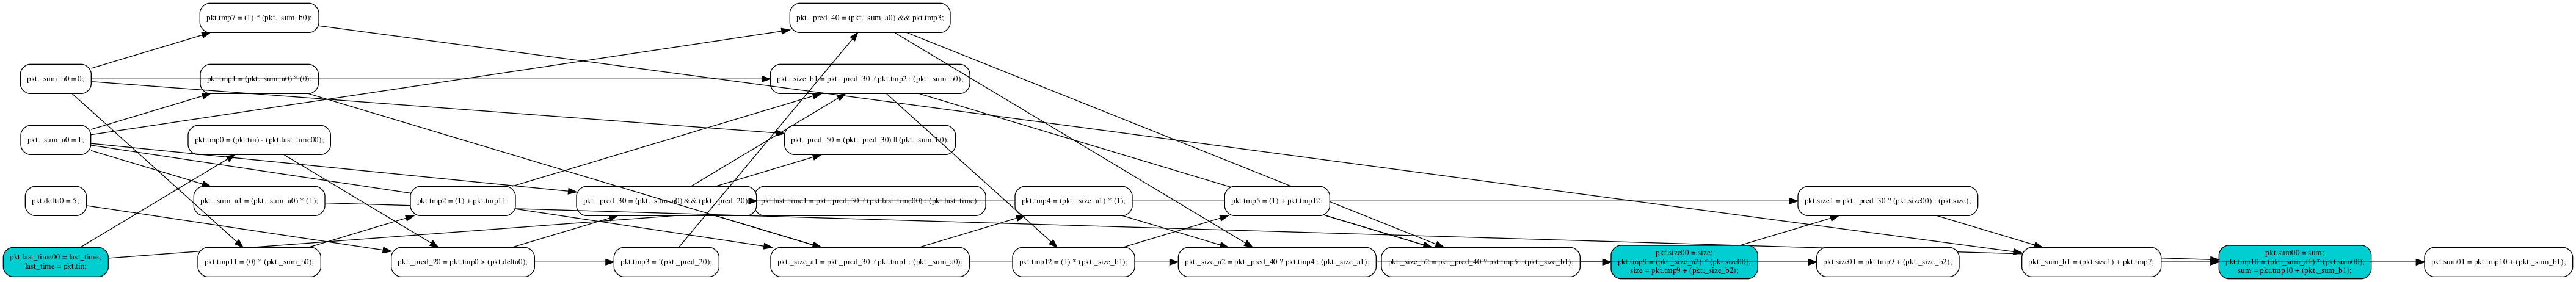 pkt.tmp7 = (1) * (pkt._sum_b0);
pkt._pred_40 = (pkt._sum_a0) && pkt.tmp3;
pkt._sum_b0 = 0;
pkt.tmp1 = (pkt._sum_a0) * (0);
pkt._size_b1 = pkt._pred_30 ? pkt.tmp2 : (pkt._sum_b0);
pkt._sum_a0 = 1;
pkt.tmp0 = (pkt.tin) - (pkt.last_time00);
pkt._pred_50 = (pkt._pred_30) || (pkt._sum_b0);
pkt.delta0 = 5;
pkt._sum_a1 = (pkt._sum_a0) * (1);
pkt.tmp2 = (1) + pkt.tmp11;
pkt._pred_30 = (pkt._sum_a0) && (pkt._pred_20);
pkt.last_time1 = pkt._pred_30 ? (pkt.last_time00) : (pkt.last_time);
pkt.tmp4 = (pkt._size_a1) * (1);
pkt.tmp5 = (1) + pkt.tmp12;
pkt.size1 = pkt._pred_30 ? (pkt.size00) : (pkt.size);
pkt.last_time00 = last_time;
last_time = pkt.tin;
pkt.tmp11 = (0) * (pkt._sum_b0);
pkt._pred_20 = pkt.tmp0 > (pkt.delta0);
pkt.tmp3 = !(pkt._pred_20);
pkt._size_a1 = pkt._pred_30 ? pkt.tmp1 : (pkt._sum_a0);
pkt.tmp12 = (1) * (pkt._size_b1);
pkt._size_a2 = pkt._pred_40 ? pkt.tmp4 : (pkt._size_a1);
pkt._size_b2 = pkt._pred_40 ? pkt.tmp5 : (pkt._size_b1);
pkt.size00 = size;
pkt.tmp9 = (pkt._size_a2) * (pkt.size00);
size = pkt.tmp9 + (pkt._size_b2);
pkt.size01 = pkt.tmp9 + (pkt._size_b2);
pkt._sum_b1 = (pkt.size1) + pkt.tmp7;
pkt.sum00 = sum;
pkt.tmp10 = (pkt._sum_a1) * (pkt.sum00);
sum = pkt.tmp10 + (pkt._sum_b1);
pkt.sum01 = pkt.tmp10 + (pkt._sum_b1);